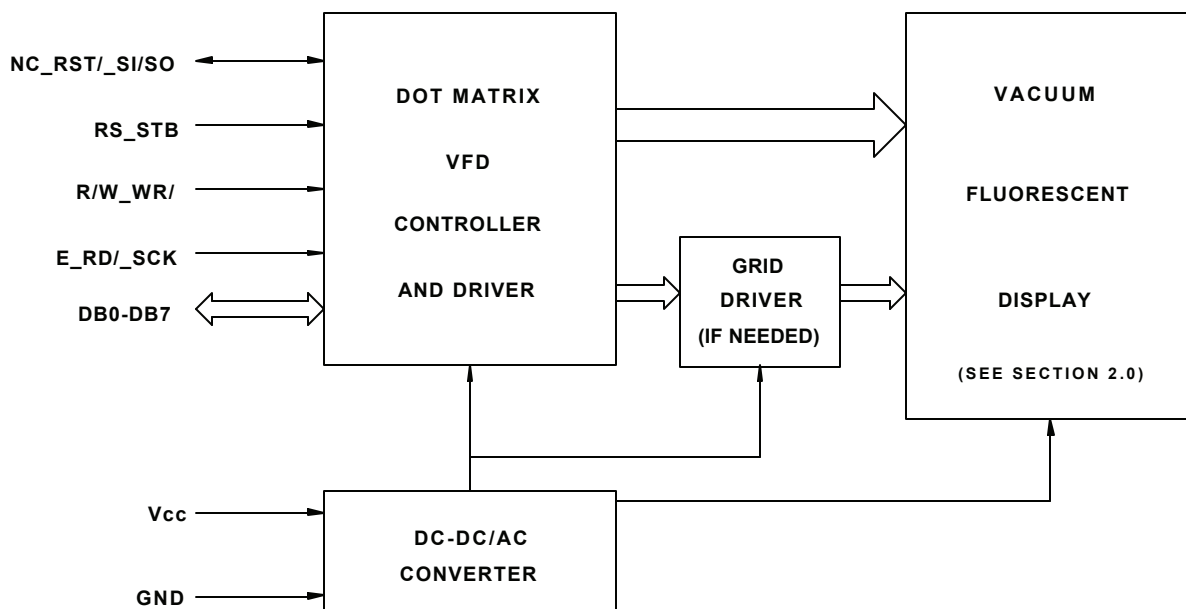 NC_RST/_SI/SO
RS_STB
R/W_WR/
E_RD/_SCK
DB0-DB7
DOT MATRIX
VFD
CONTROLLER
AND DRIVER
GRID
DRIVER
(IF NEEDED)
VACUUM
FLUORESCENT
DISPLAY
(SEE SECTION 2.0)
Vcc
GND
DC-DC/AC
CONVERTER